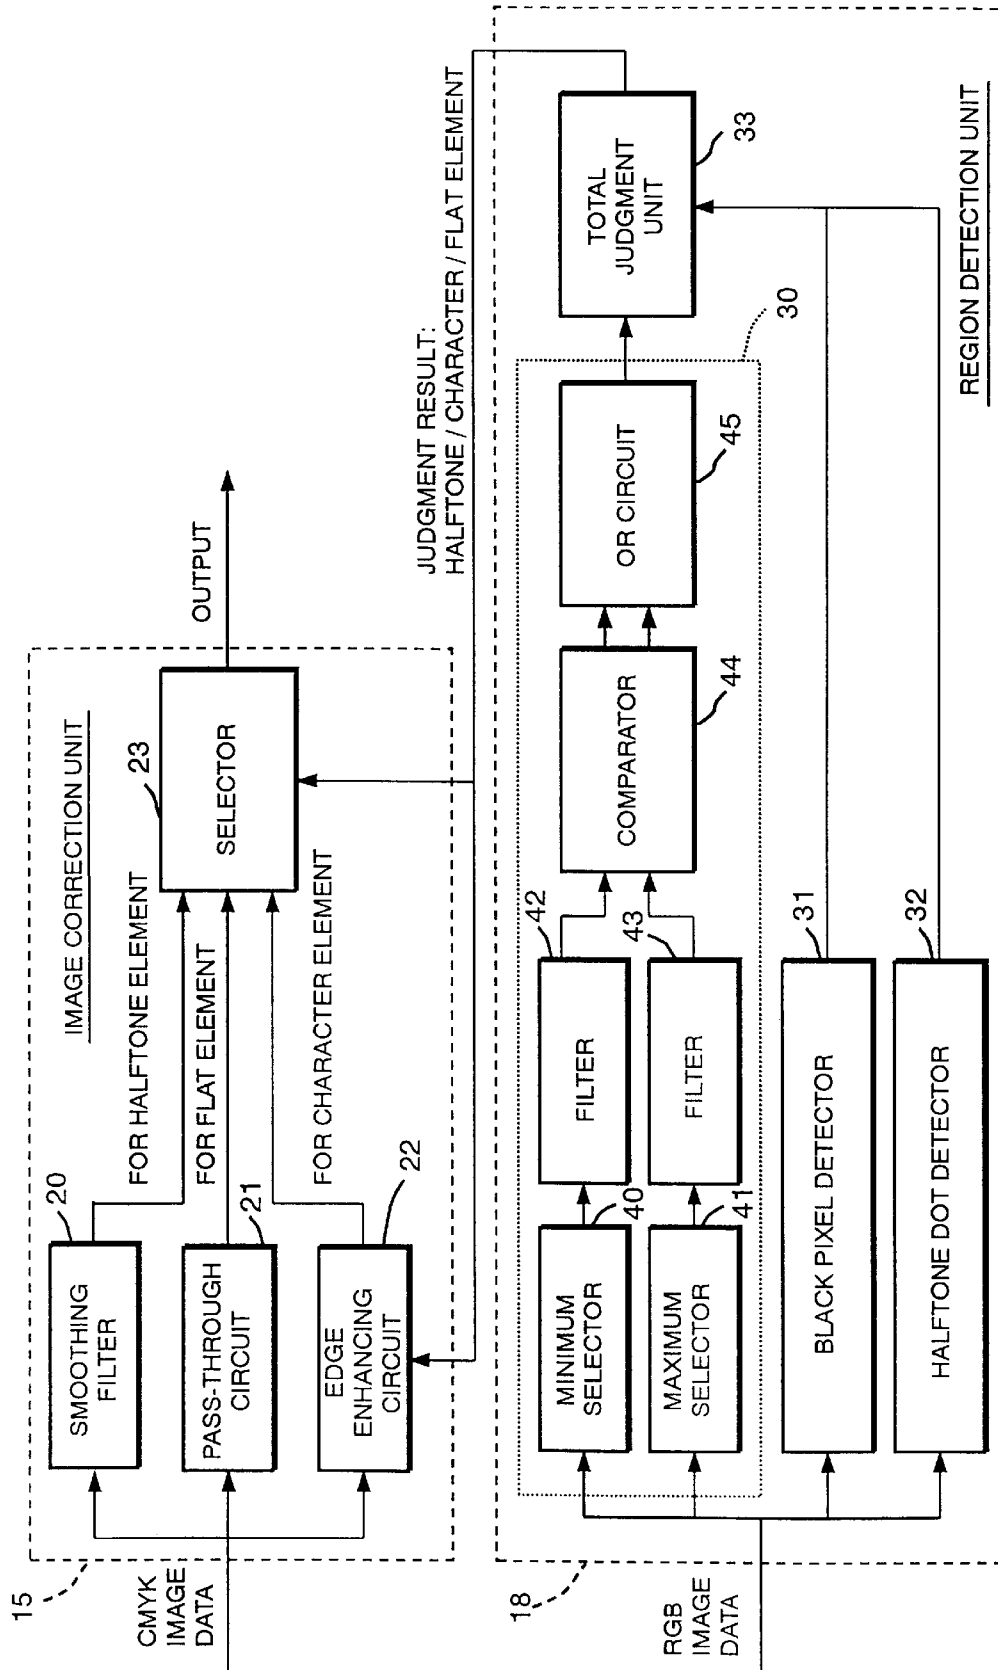 15
IMAGE CORRECTION UNIT
CMYK
IMAGE
DATA
20
SMOOTHING
FILTER
21
PASS-THROUGH
CIRCUIT
22
EDGE
ENHANCING
CIRCUIT
FOR HALFTONE ELEMENT
FOR FLAT ELEMENT
FOR CHARACTER ELEMENT
23
SELECTOR
OUTPUT
JUDGMENT RESULT:
HALFTONE / CHARACTER / FLAT ELEMENT
18
RGB
IMAGE
DATA
MINIMUM
SELECTOR
40
MAXIMUM
SELECTOR
41
42
FILTER
43
FILTER
COMPARATOR
44
OR CIRCUIT
45
30
TOTAL
JUDGMENT
UNIT
33
BLACK PIXEL DETECTOR
31
HALFTONE DOT DETECTOR
32
REGION DETECTION UNIT